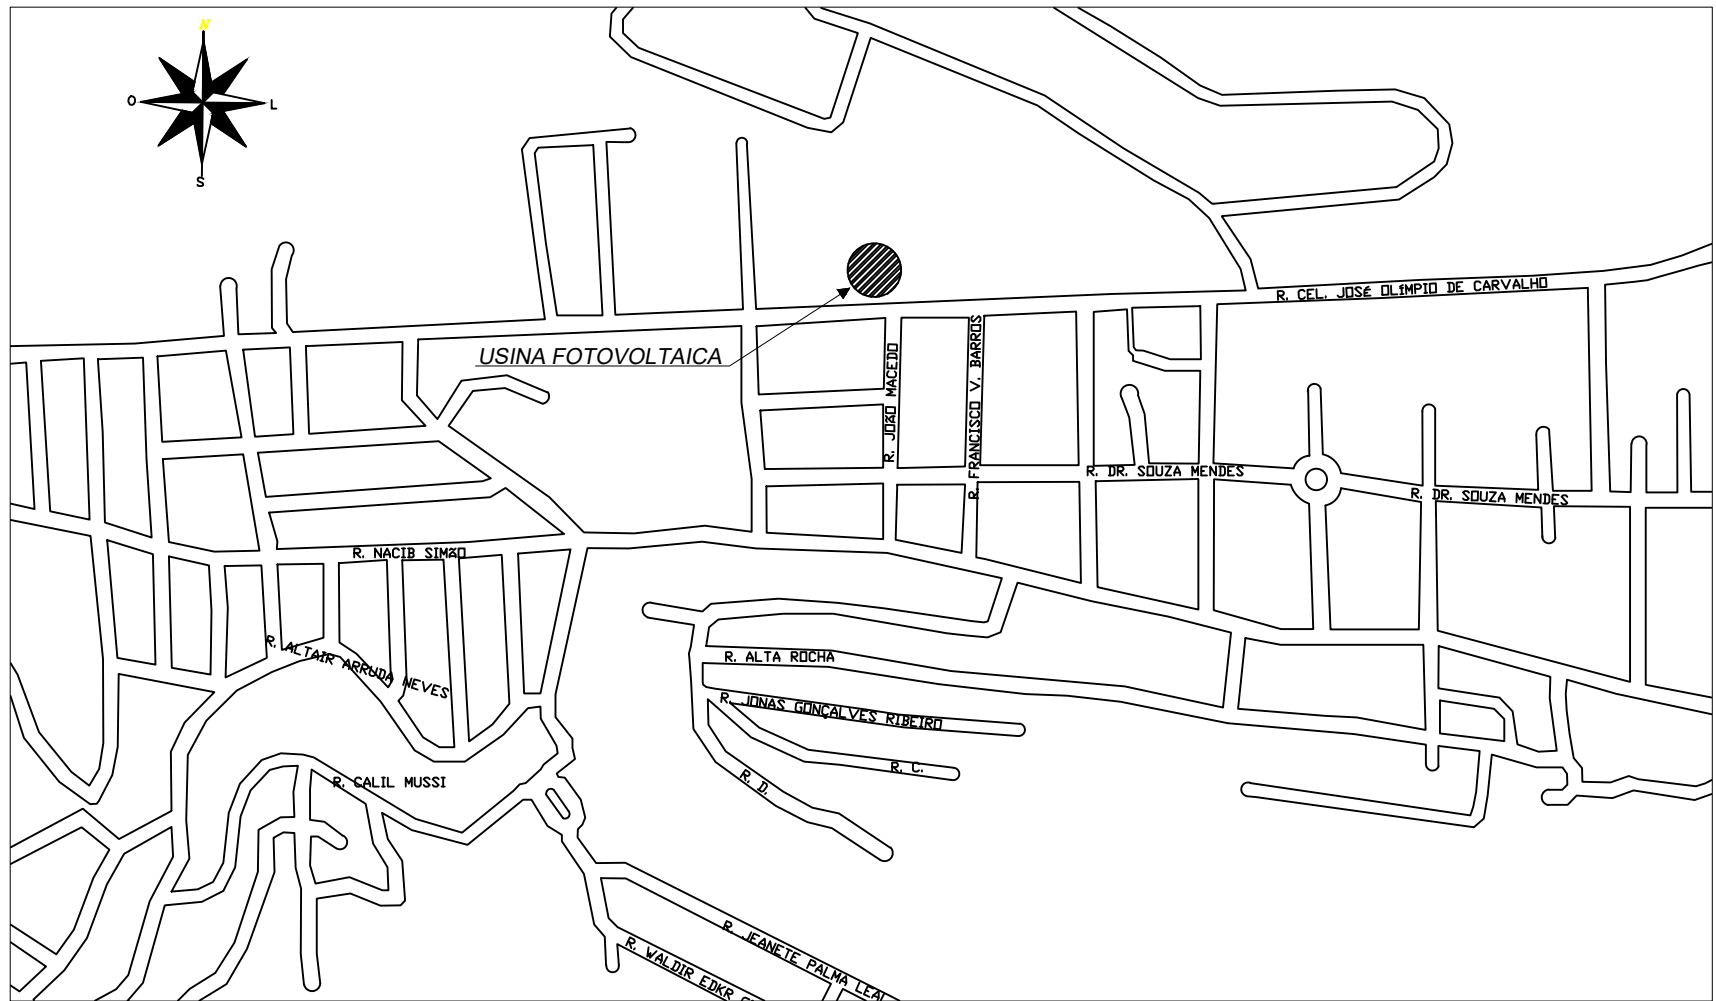 N
O
L
S
R. CEL. JOSÉ OLÍMPIO DE CARVALHO
USINA FOTOVOLTAICA
R. JOÃO MACEDO
R. FRANCISCO V. BARROS
R. DR. SOUZA MENDES
R. DR. SOUZA MENDES
R. NACIB SIMÃO
R. ALTAIR ARRUDA NEVES
R. ALTA ROCHA
R. JONAS GONÇALVES RIBEIRO
R. C.
R. D.
R. CALIL MUSSI
R. JEANETE PALMA LEAL
R. WALDIR EDKR